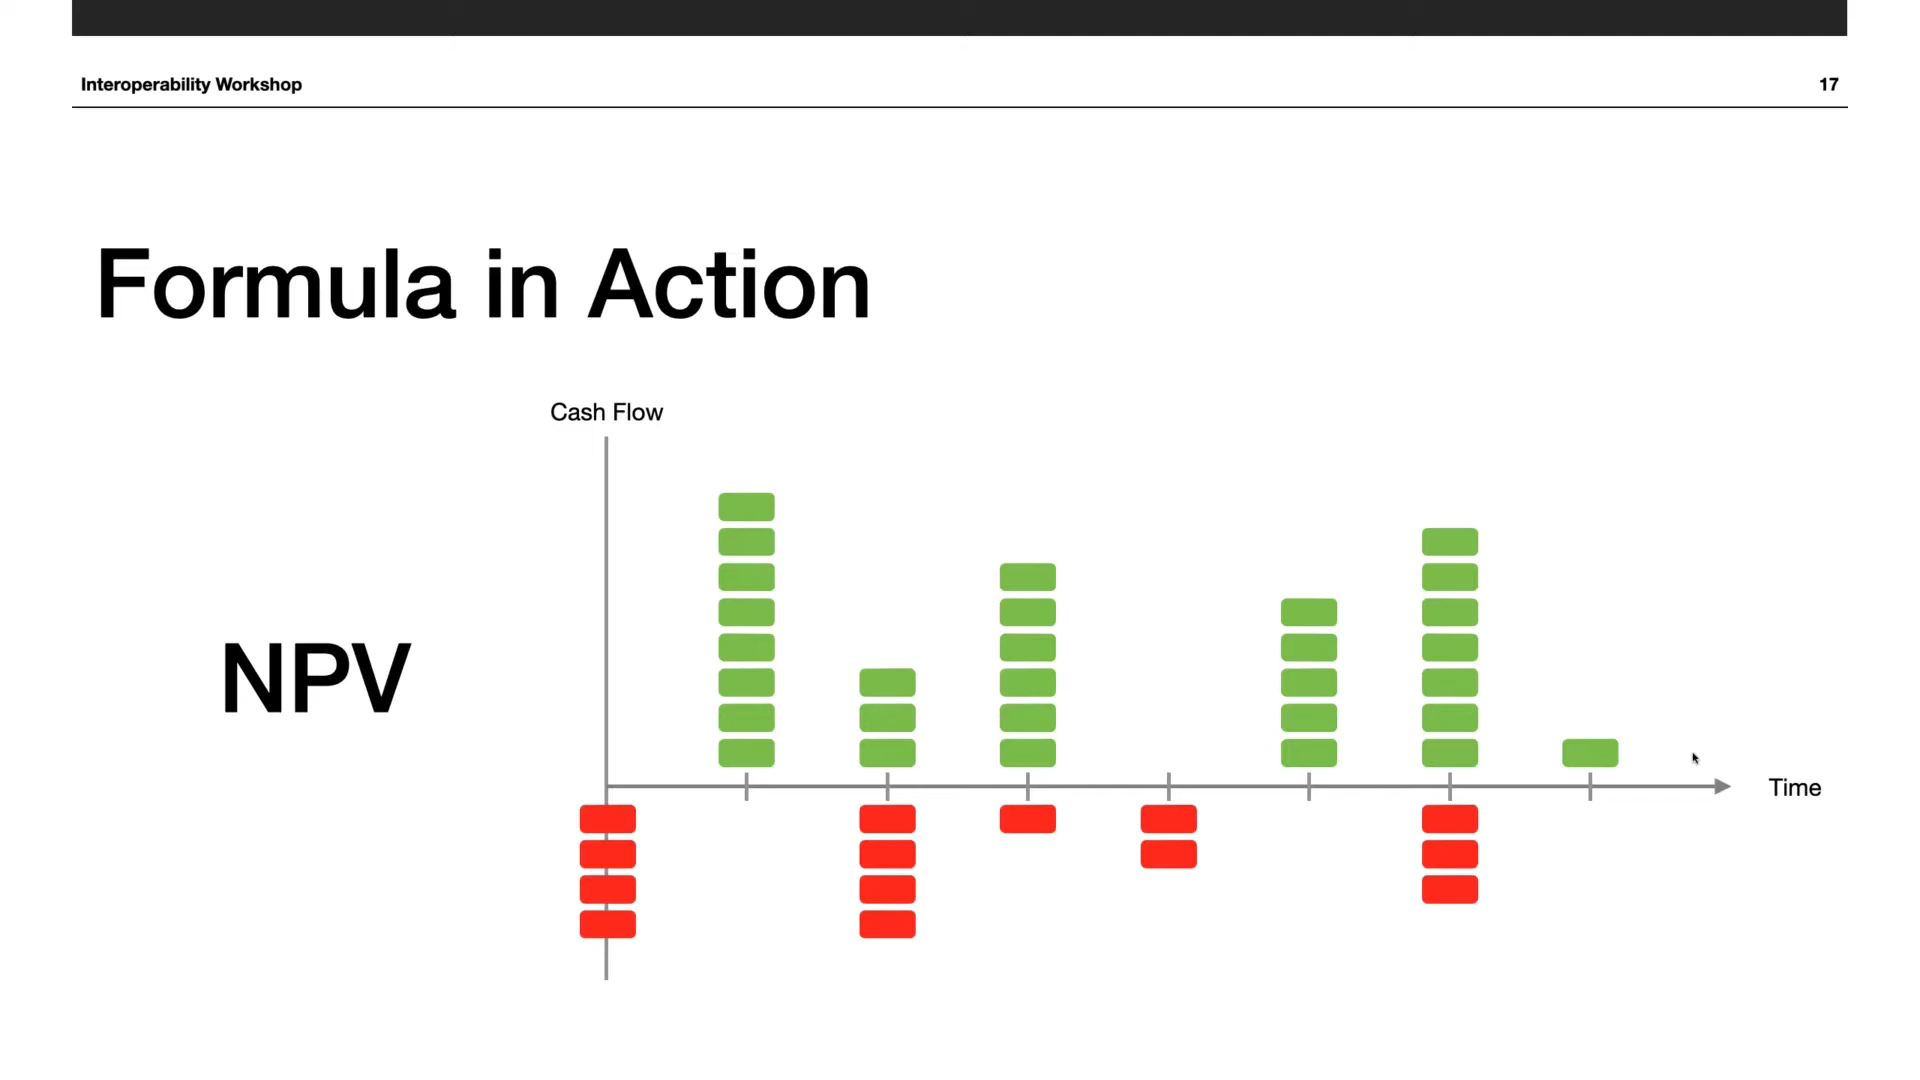 Interoperability Workshop
17
Formula in Action
Cash Flow
NPV
Time